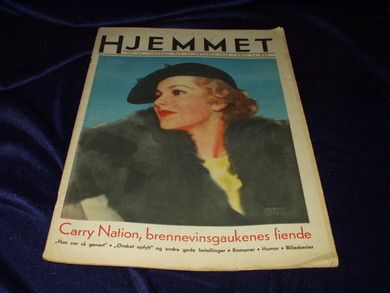 HJEMMET
Carry Nation, brennevinsgaukenes fiende
„Hun var så genert" • „Ønsket opfylt" og andre gode fortellinger • Romaner • Humor • Billedserier